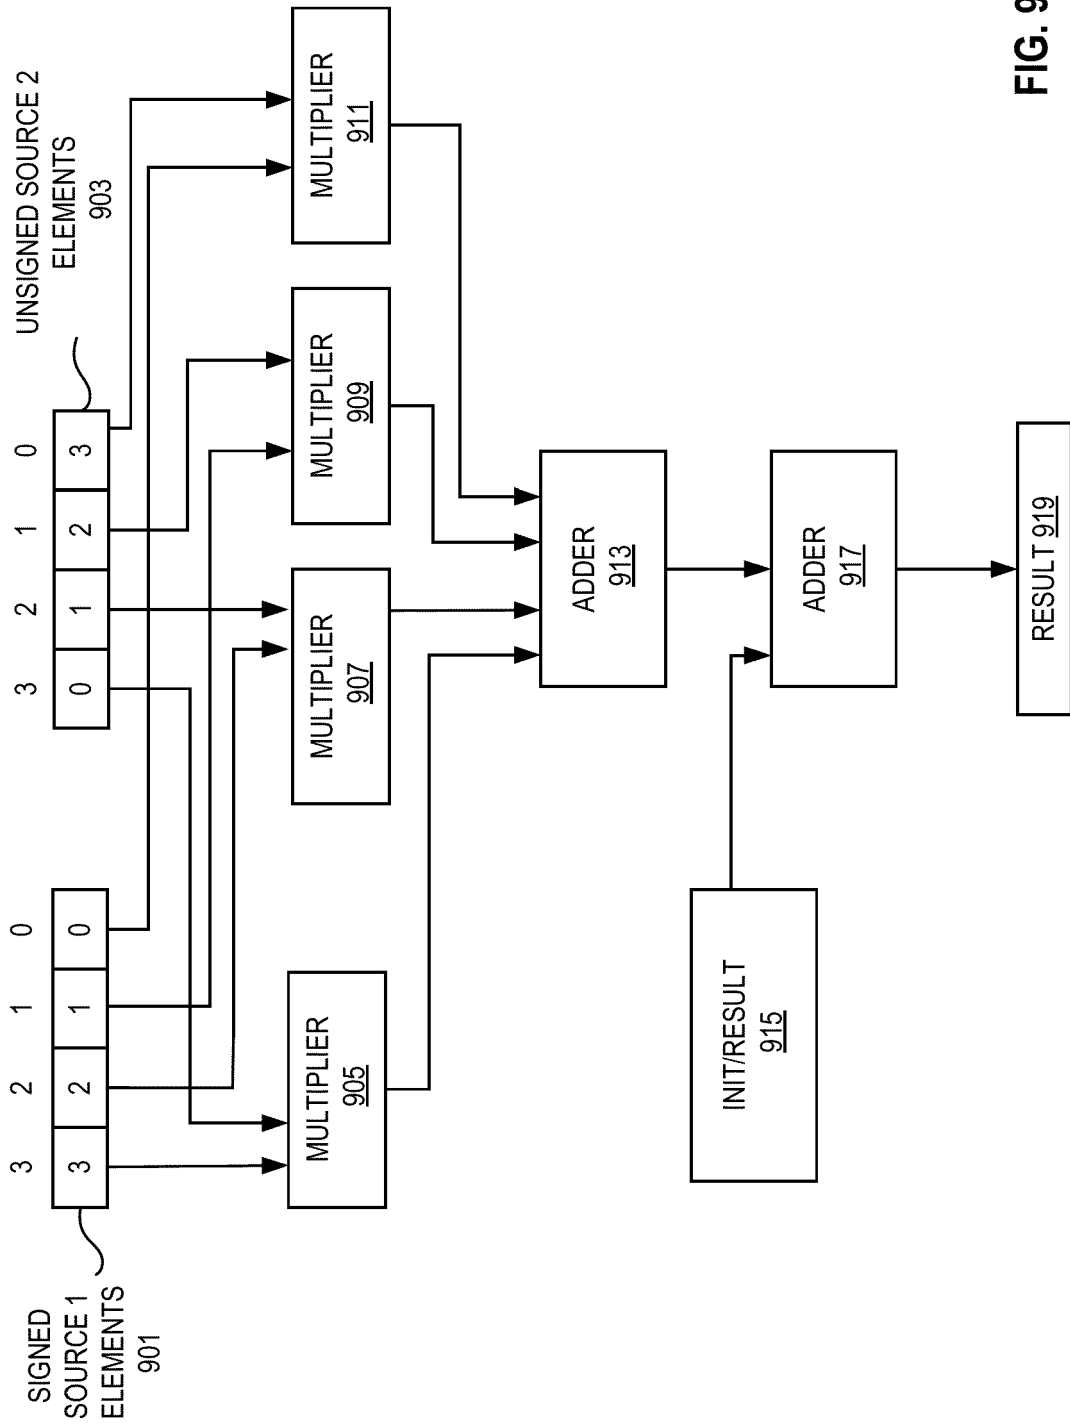 SIGNED
SOURCE 1
ELEMENTS
901
3 2 1 0
3 2 1 0
3 2 1 0
0 1 2 3
UNSIGNED SOURCE 2
ELEMENTS
903
MULTIPLIER
905
MULTIPLIER
907
MULTIPLIER
909
MULTIPLIER
911
ADDER
913
INIT/RESULT
915
ADDER
917
RESULT 919
FIG. 9